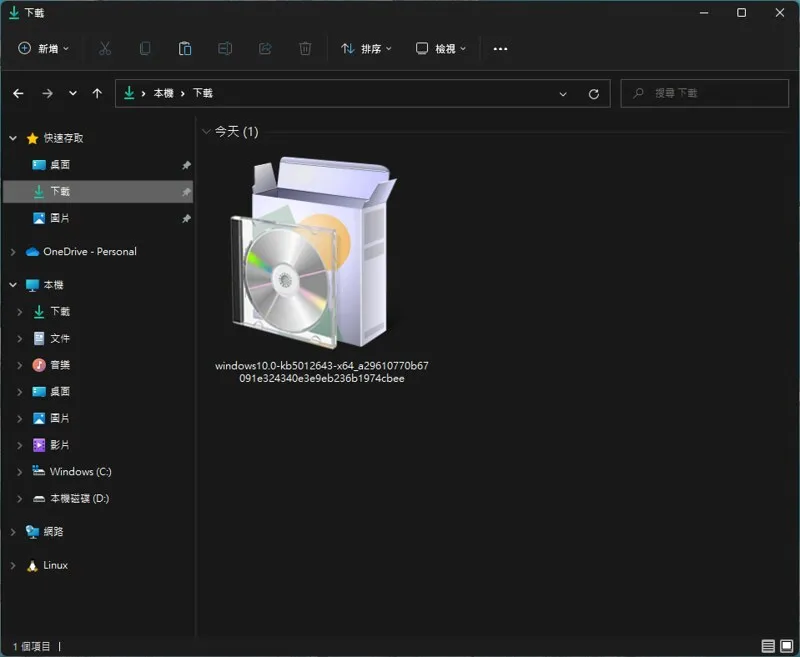 下載
新增
排序
檢視
本機 > 下載
搜尋 下載
快速存取
桌面
下載
圖片
OneDrive - Personal
本機
下載
文件
音樂
桌面
圖片
影片
Windows (C:)
本機磁碟 (D:)
網路
Linux
今天 (1)
windows10.0-kb5012643-x64_a29610770b67
091e324340e3e9eb236b1974cbee
1 個項目